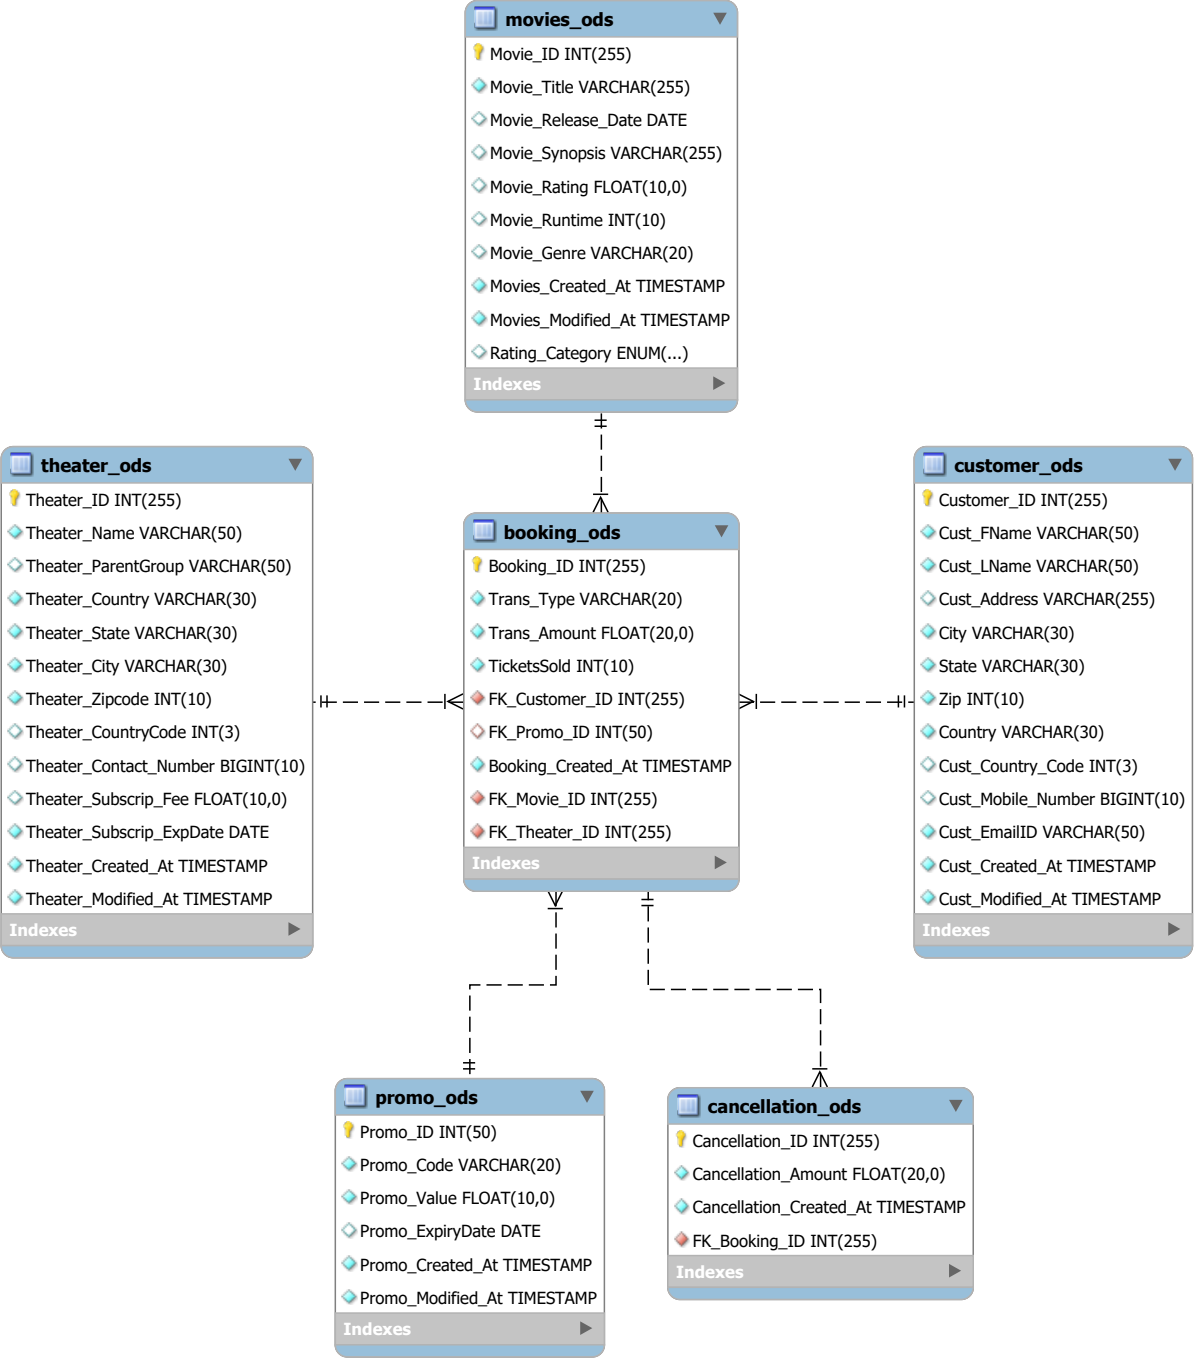 movies_ods
Movie_ID INT(255)
Movie_Title VARCHAR(255)
Movie_Release_Date DATE
Movie_Synopsis VARCHAR(255)
Movie_Rating FLOAT(10,0)
Movie_Runtime INT(10)
Movie_Genre VARCHAR(20)
Movies_Created_At TIMESTAMP
Movies_Modified_At TIMESTAMP
Rating_Category ENUM(...)
Indexes
theater_ods
Theater_ID INT(255)
Theater_Name VARCHAR(50)
Theater_ParentGroup VARCHAR(50)
Theater_Country VARCHAR(30)
Theater_State VARCHAR(30)
Theater_City VARCHAR(30)
Theater_Zipcode INT(10)
Theater_CountryCode INT(3)
Theater_Contact_Number BIGINT(10)
Theater_Subscrip_Fee FLOAT(10,0)
Theater_Subscrip_ExpDate DATE
Theater_Created_At TIMESTAMP
Theater_Modified_At TIMESTAMP
Indexes
booking_ods
Booking_ID INT(255)
Trans_Type VARCHAR(20)
Trans_Amount FLOAT(20,0)
TicketsSold INT(10)
FK_Customer_ID INT(255)
FK_Promo_ID INT(50)
Booking_Created_At TIMESTAMP
FK_Movie_ID INT(255)
FK_Theater_ID INT(255)
Indexes
customer_ods
Customer_ID INT(255)
Cust_FName VARCHAR(50)
Cust_LName VARCHAR(50)
Cust_Address VARCHAR(255)
City VARCHAR(30)
State VARCHAR(30)
Zip INT(10)
Country VARCHAR(30)
Cust_Country_Code INT(3)
Cust_Mobile_Number BIGINT(10)
Cust_EmailID VARCHAR(50)
Cust_Created_At TIMESTAMP
Cust_Modified_At TIMESTAMP
Indexes
promo_ods
Promo_ID INT(50)
Promo_Code VARCHAR(20)
Promo_Value FLOAT(10,0)
Promo_ExpiryDate DATE
Promo_Created_At TIMESTAMP
Promo_Modified_At TIMESTAMP
Indexes
cancellation_ods
Cancellation_ID INT(255)
Cancellation_Amount FLOAT(20,0)
Cancellation_Created_At TIMESTAMP
FK_Booking_ID INT(255)
Indexes